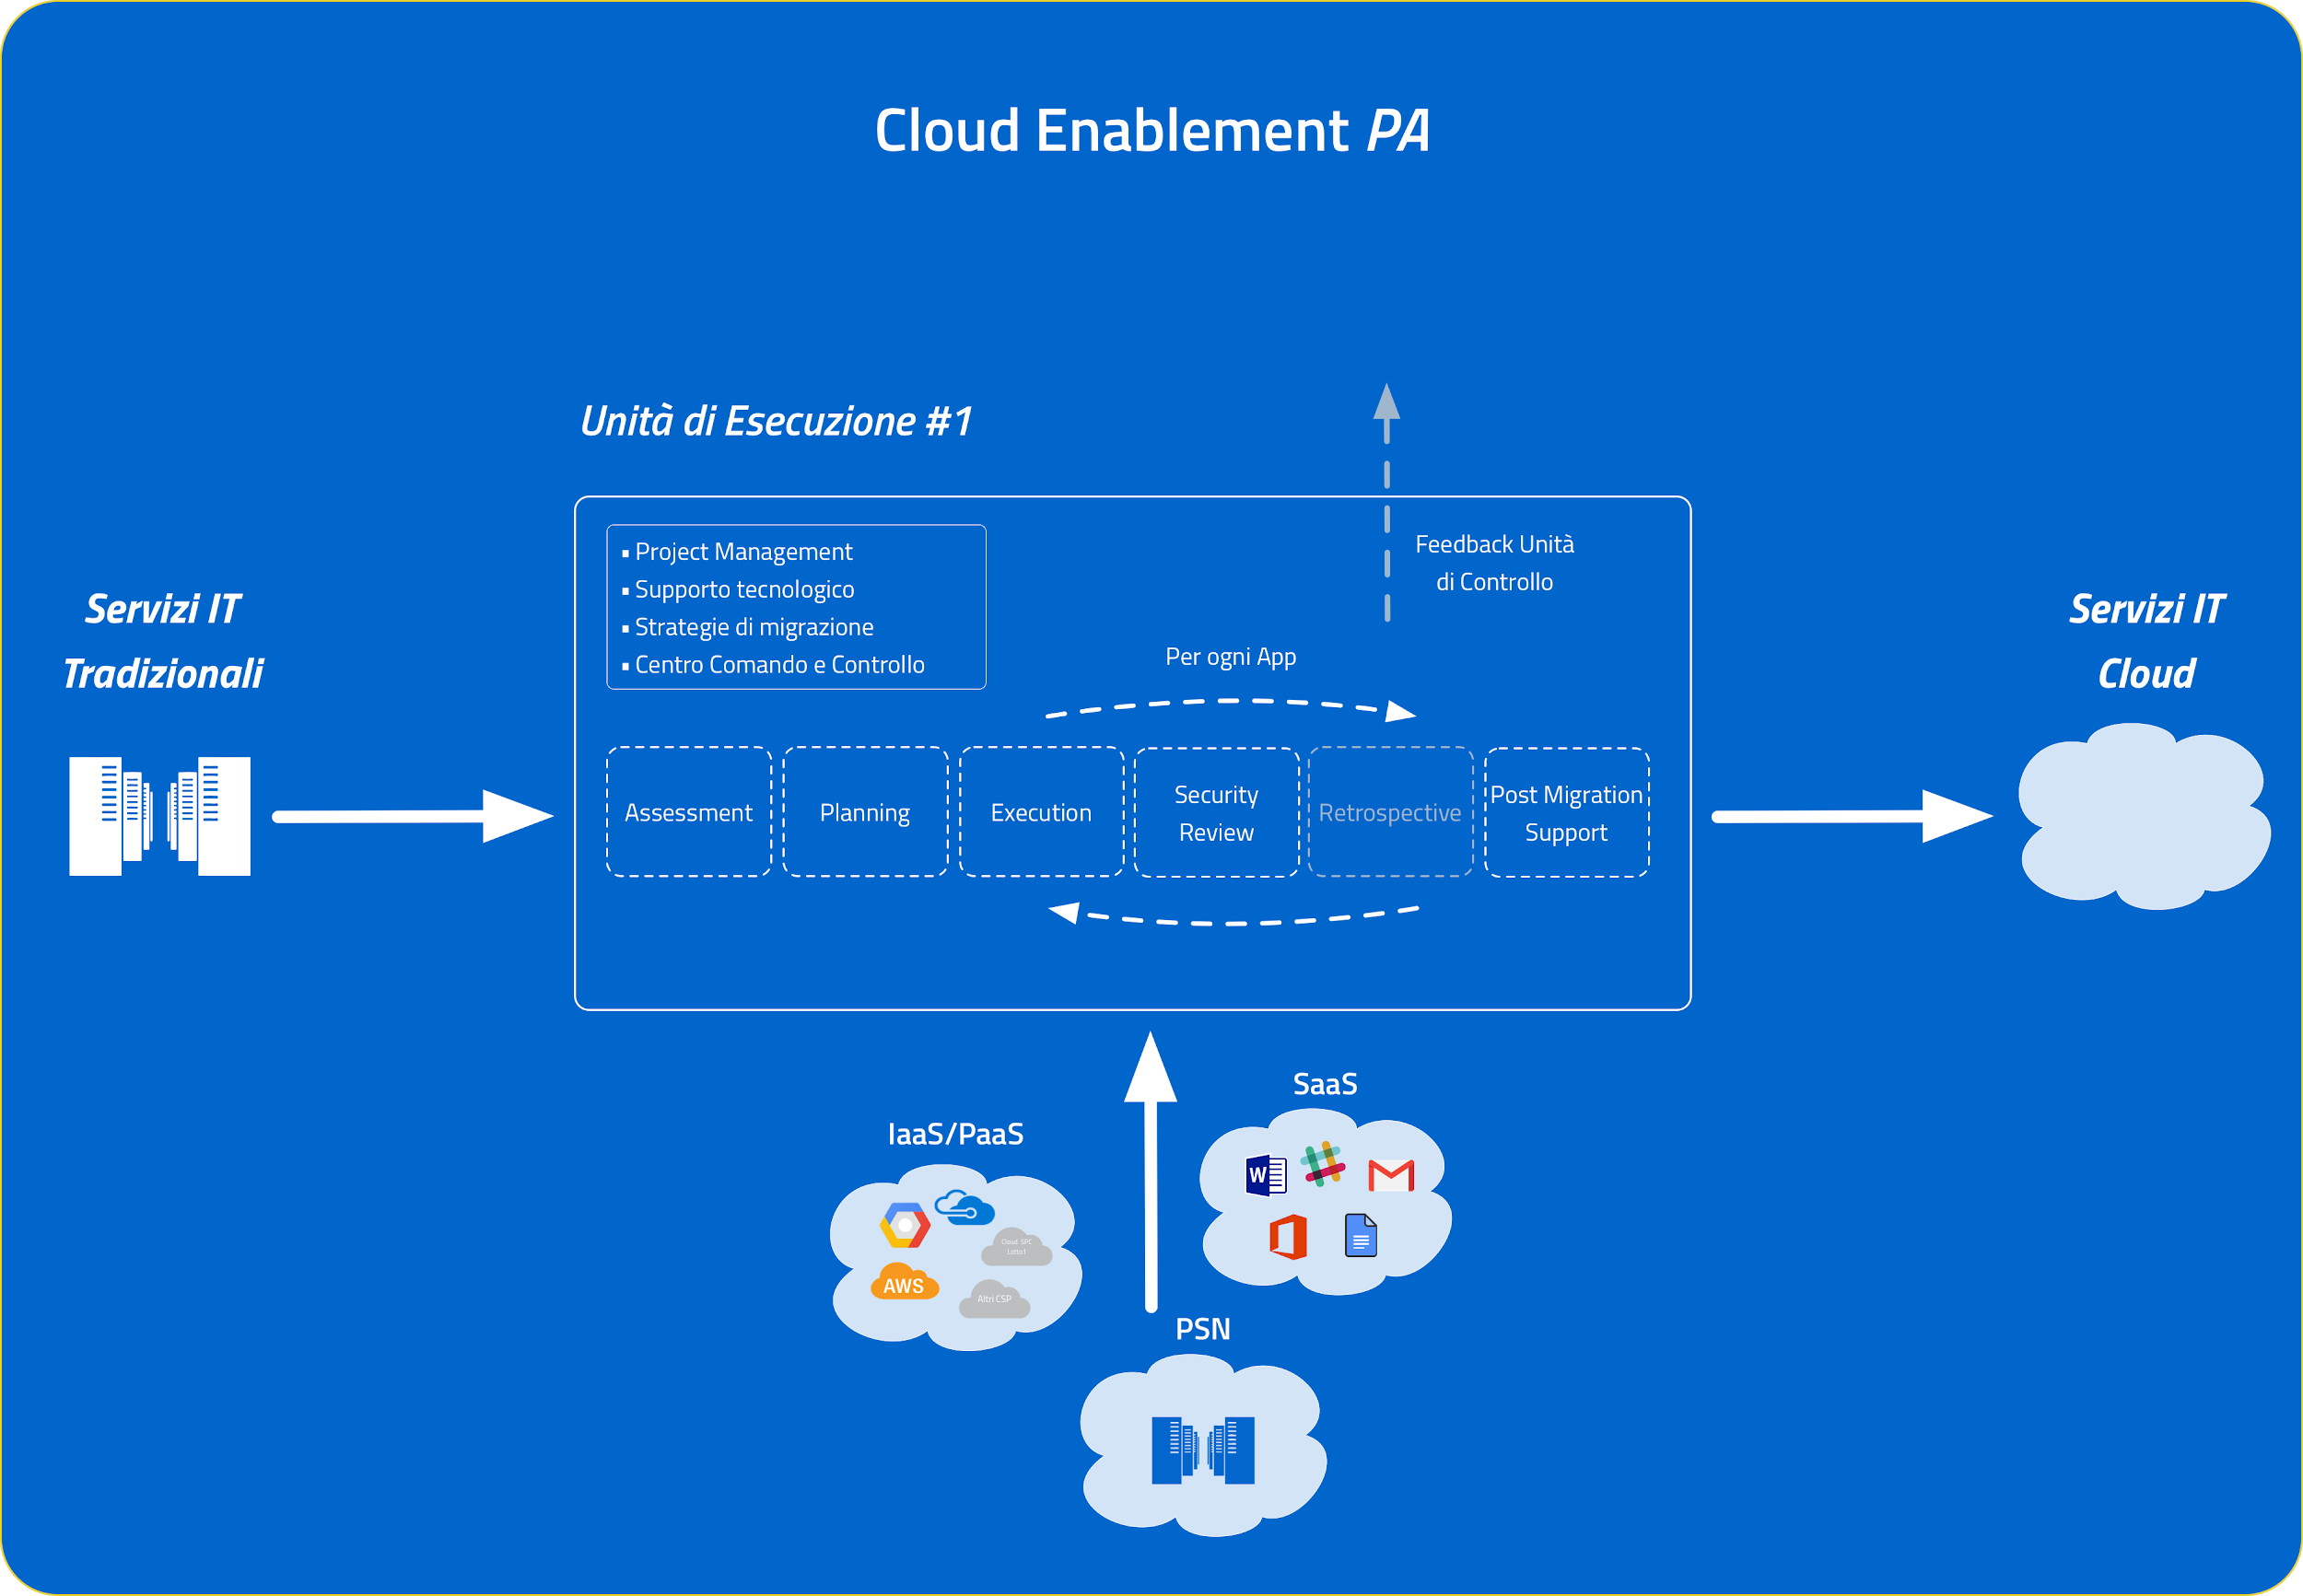 Cloud Enablement PA
Unità di Esecuzione #1
▪ Project Management
▪ Supporto tecnologico
▪ Strategie di migrazione
▪ Centro Comando e Controllo
Feedback Unità
di Controllo
Per ogni App
Servizi IT
Tradizionali
Assessment
Planning
Execution
Security
Review
Retrospective
Post Migration
Support
Servizi IT
Cloud
IaaS/PaaS
Cloud SPC
Lotto1
AWS
Altri CSP
SaaS
W
PSN